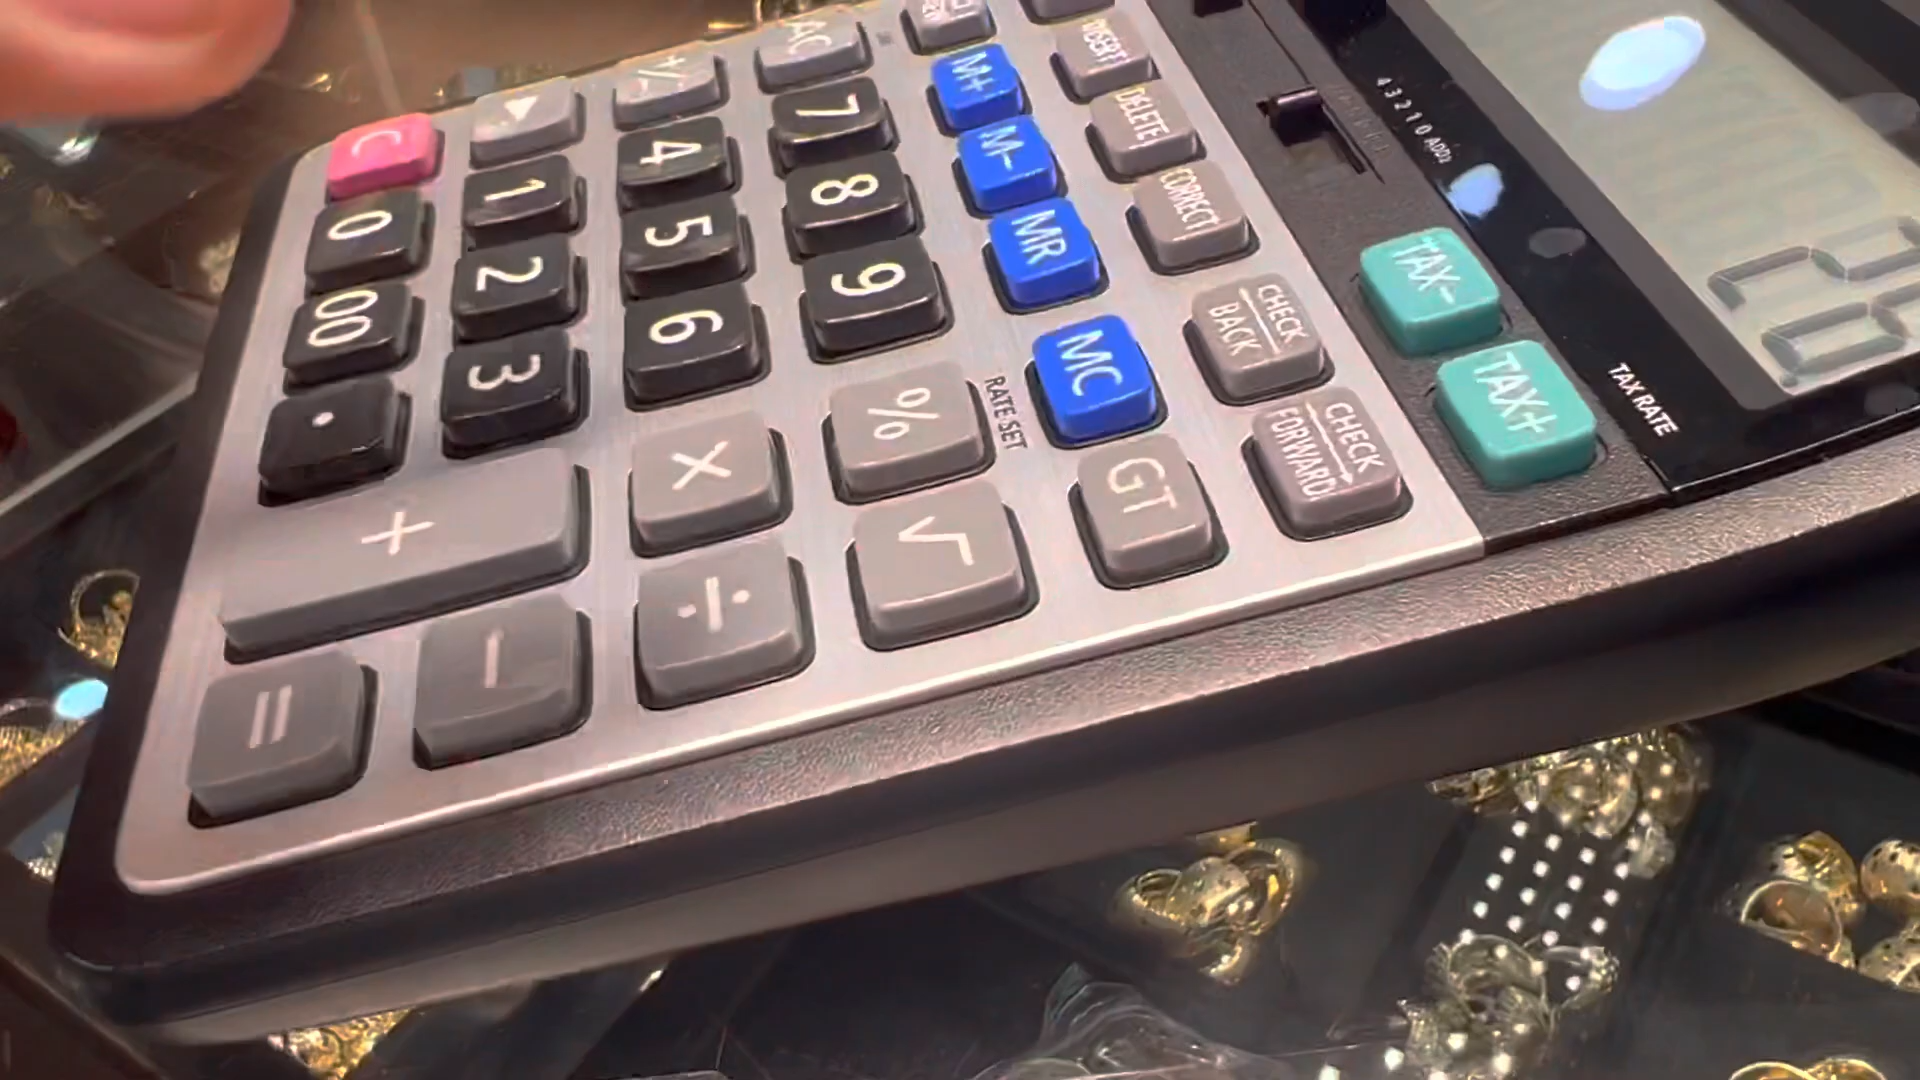 AC
+/-
▶
C
7
4
1
0
8
5
2
00
9
6
3
.
%
×
+
√
÷
-
=
M+
M-
MR
MC
GT
RATE SET
INSERT
DELETE
CORRECT
CHECK
BACK
CHECK
FORWARD
TAX-
TAX+
4 3 2 1 0 ADD2
TAX RATE